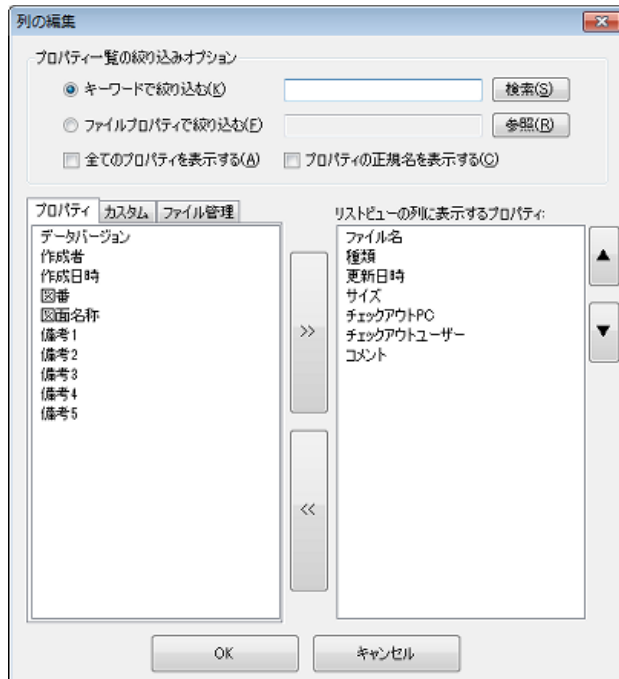 列の編集
プロパティ一覧の絞り込みオプション
キーワードで絞り込む(K)
検索(S)
ファイルプロパティで絞り込む(F)
参照(R)
全てのプロパティを表示する(A)
プロパティの正規名を表示する(C)
プロパティ
カスタム
ファイル管理
データバージョン
作成者
作成日時
図番
図面名称
備考1
備考2
備考3
備考4
備考5
>>
<<
リストビューの列に表示するプロパティ:
ファイル名
種類
更新日時
サイズ
チェックアウトPC
チェックアウトユーザー
コメント
▲
▼
OK
キャンセル